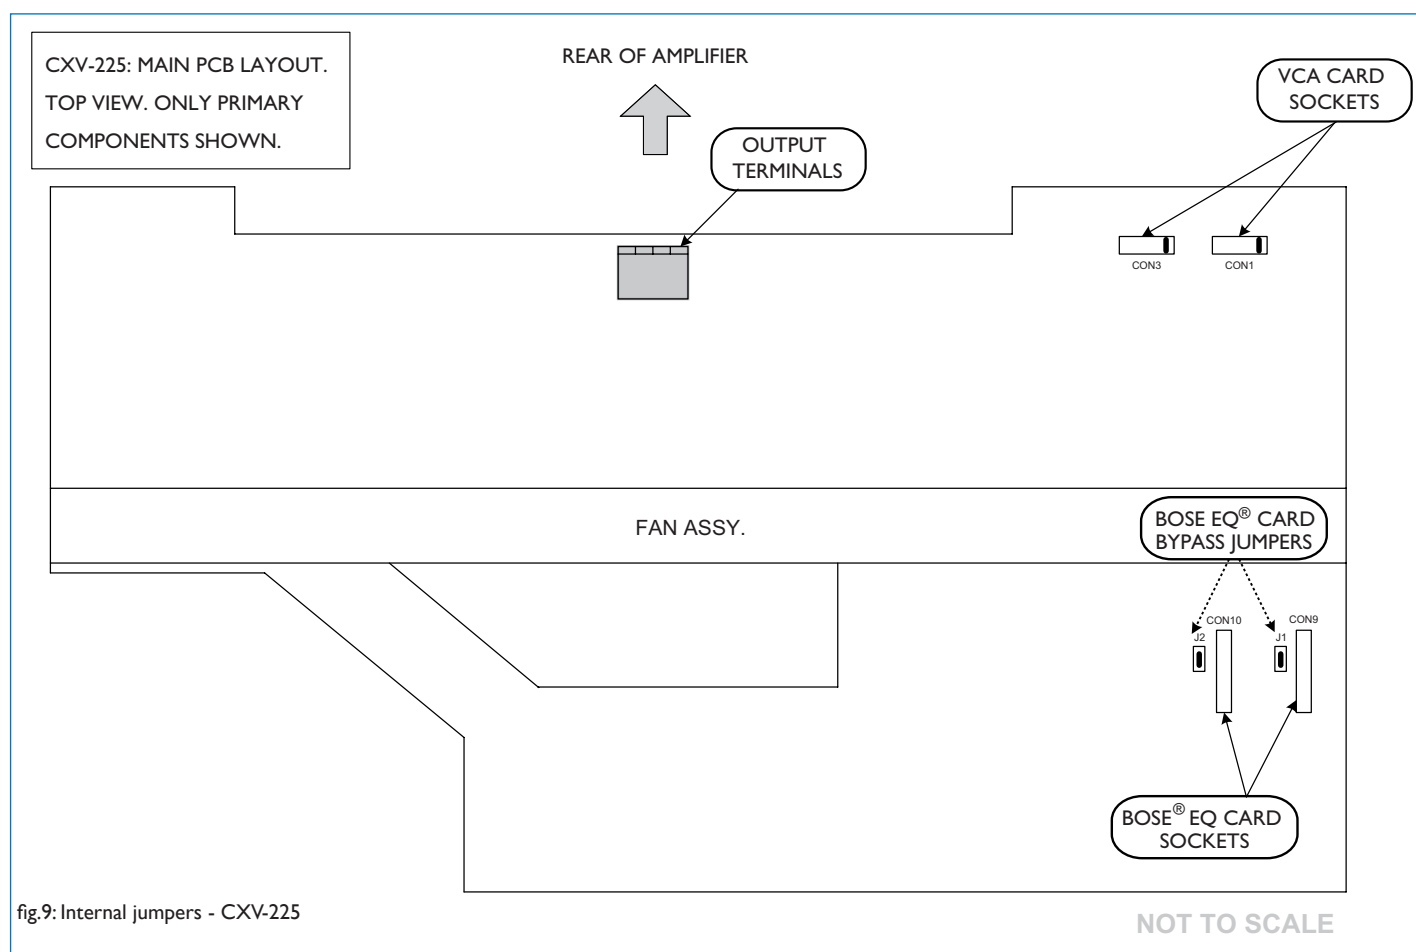 CXV-225: MAIN PCB LAYOUT.
TOP VIEW. ONLY PRIMARY
COMPONENTS SHOWN.
REAR OF AMPLIFIER
VCA CARD
SOCKETS
OUTPUT
TERMINALS
CON3
CON1
FAN ASSY.
BOSE EQ® CARD
BYPASS JUMPERS
CON10
CON9
J2
J1
BOSE® EQ CARD
SOCKETS
fig.9: Internal jumpers - CXV-225
NOT TO SCALE